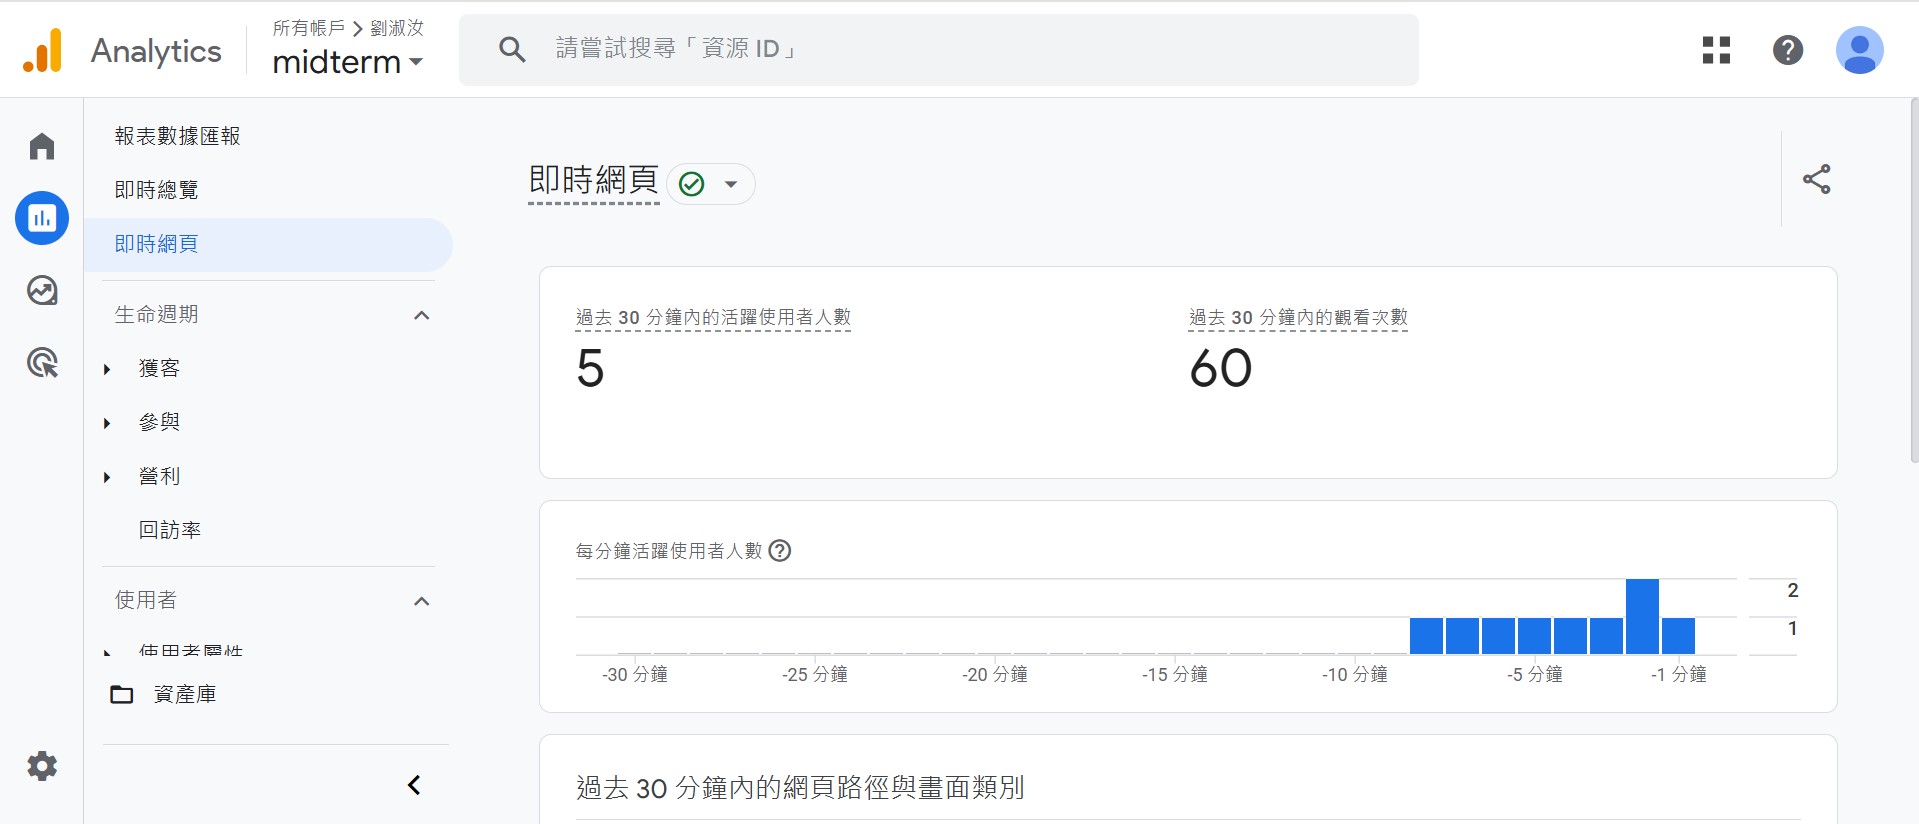 Analytics
所有帳戶 > 劉淑汝
midterm
請嘗試搜尋「資源 ID」
報表數據匯報
即時總覽
即時網頁
生命週期
獲客
參與
營利
回訪率
使用者
使用者屬性
資產庫
即時網頁
過去 30 分鐘內的活躍使用者人數
5
過去 30 分鐘內的觀看次數
60
每分鐘活躍使用者人數
2
1
-30 分鐘
-25 分鐘
-20 分鐘
-15 分鐘
-10 分鐘
-5 分鐘
-1 分鐘
過去 30 分鐘內的網頁路徑與畫面類別